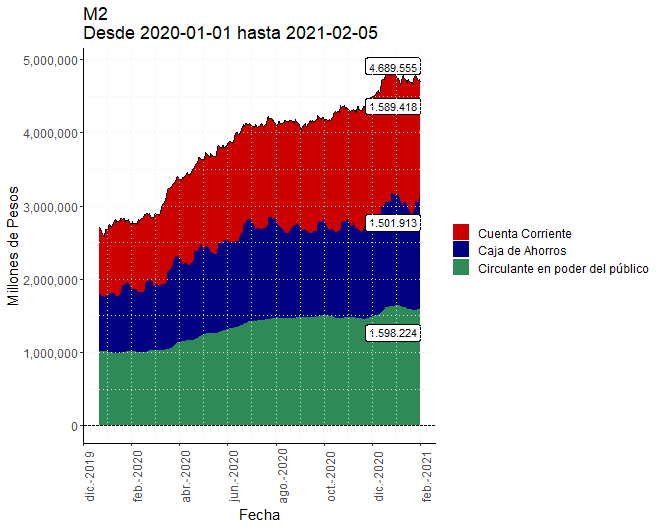 M2
Desde 2020-01-01 hasta 2021-02-05
Millones de Pesos
5,000,000
4,000,000
3,000,000
2,000,000
1,000,000
0
4.689.555
1.589.418
1.501.913
1.598.224
Cuenta Corriente
Caja de Ahorros
Circulante en poder del público
dic.-2019
feb.-2020
abr.-2020
jun.-2020
ago.-2020
oct.-2020
dic.-2020
feb.-2021
Fecha